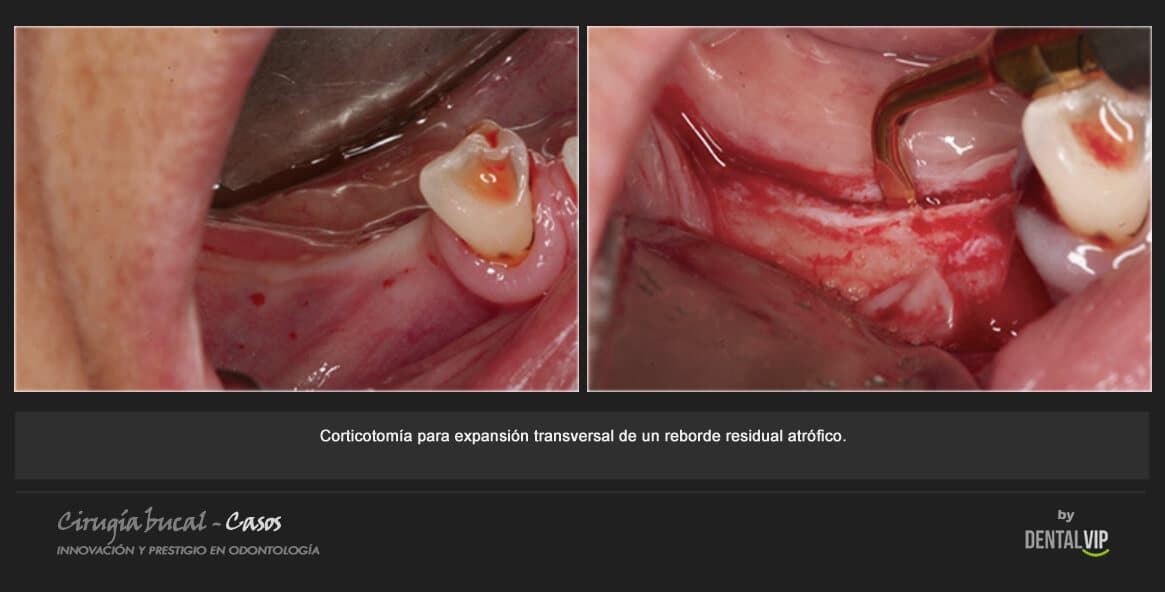 Corticotomía para expansión transversal de un reborde residual atrófico.
Cirugía bucal - Casos
INNOVACIÓN Y PRESTIGIO EN ODONTOLOGÍA
by
DENTALVIP